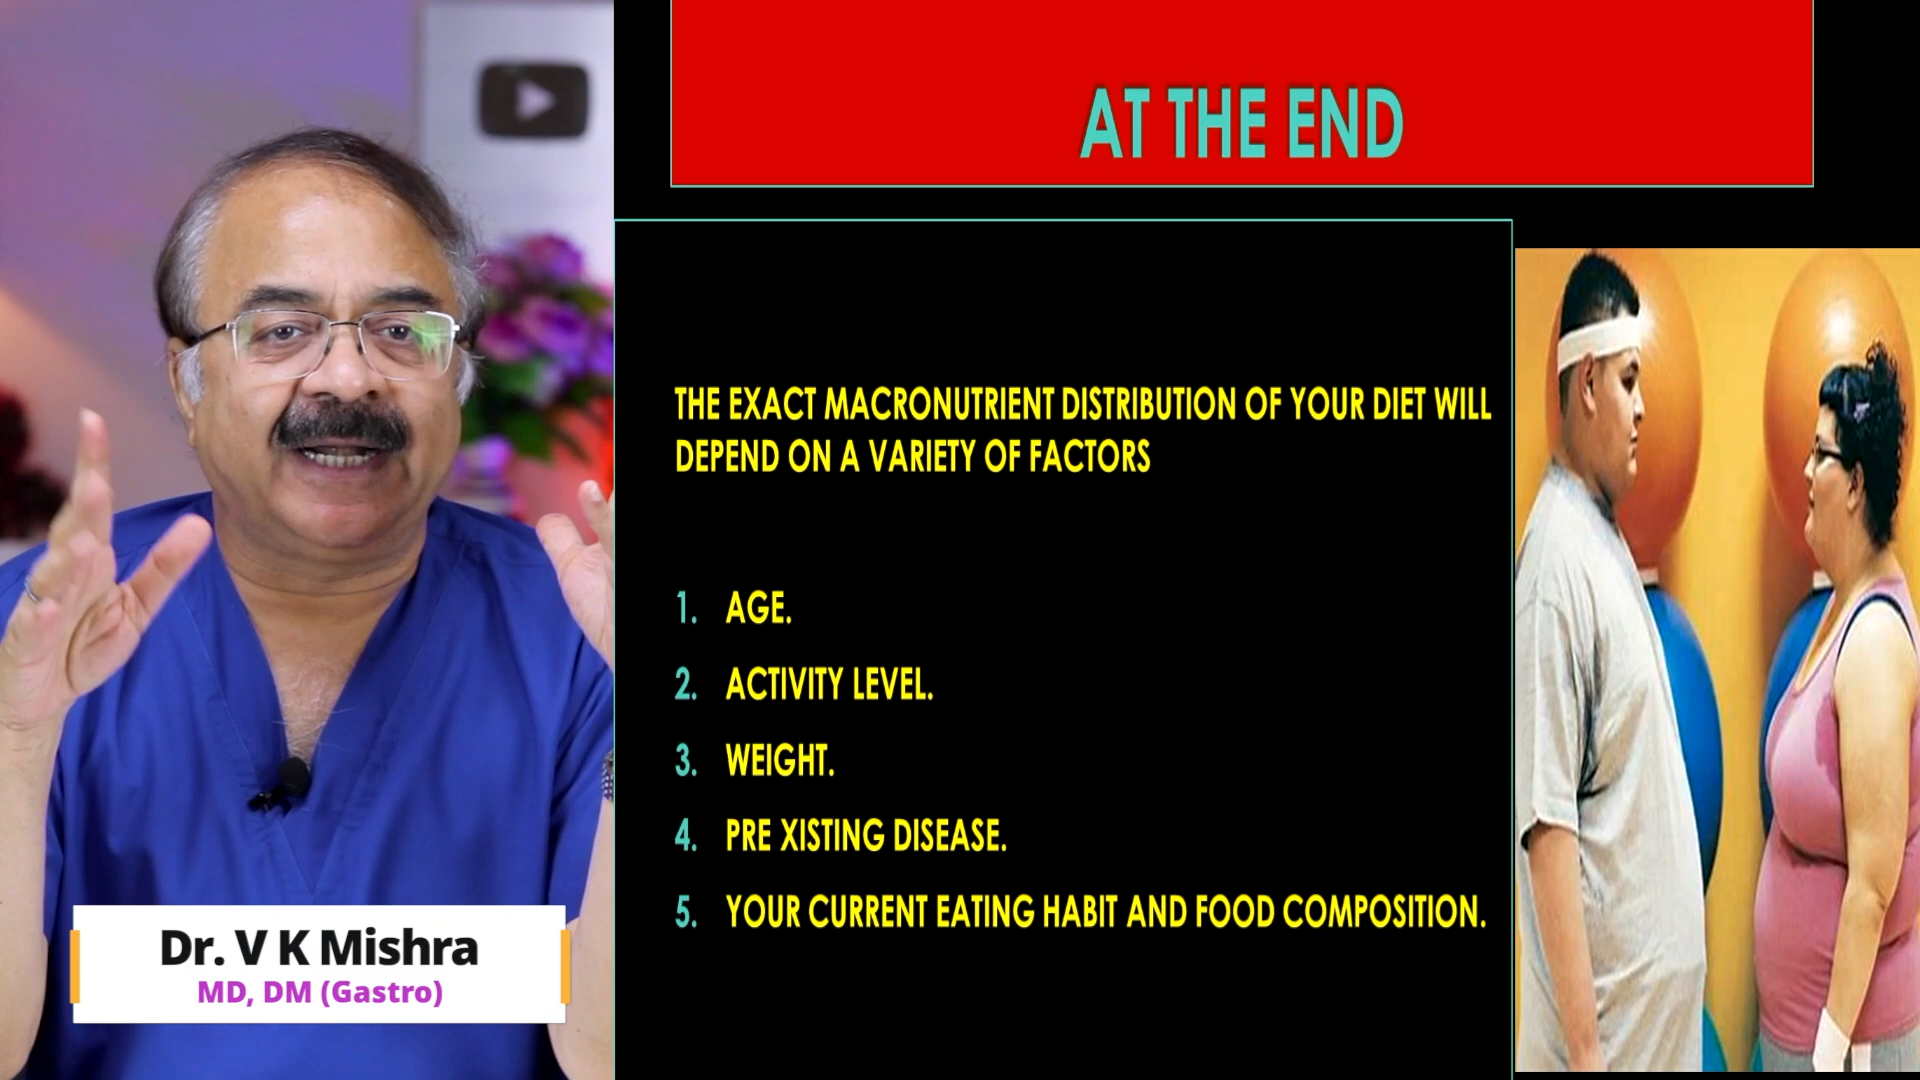 AT THE END
THE EXACT MACRONUTRIENT DISTRIBUTION OF YOUR DIET WILL
DEPEND ON A VARIETY OF FACTORS
1. AGE.
2. ACTIVITY LEVEL.
3. WEIGHT.
4. PRE XISTING DISEASE.
5. YOUR CURRENT EATING HABIT AND FOOD COMPOSITION.
Dr. V K Mishra
MD, DM (Gastro)